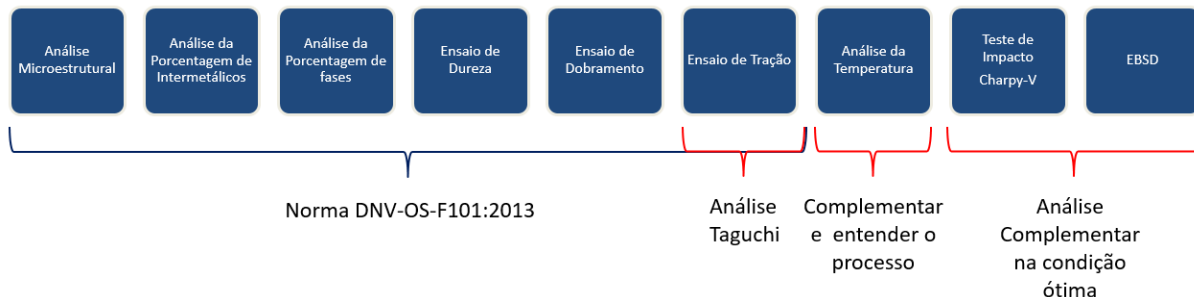 Análise
Microestrutural
Análise da
Porcentagem de
Intermetálicos
Análise da
Porcentagem de
fases
Ensaio de
Dureza
Ensaio de
Dobramento
Ensaio de Tração
Análise da
Temperatura
Teste de
Impacto
Charpy-V
EBSD
Norma DNV-OS-F101:2013
Análise
Taguchi
Complementar
e entender o
processo
Análise
Complementar
na condição
ótima